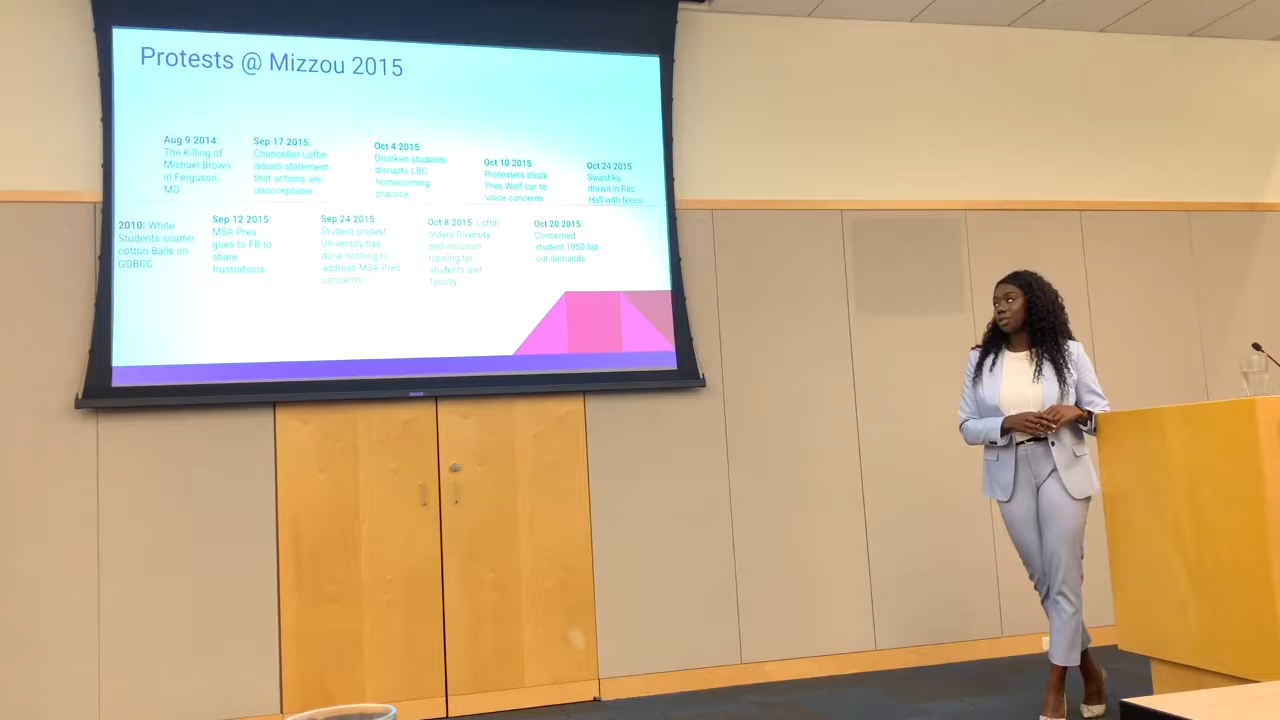 Protests @ Mizzou 2015
Aug 9 2014:
The Killing of
Michael Brown
in Ferguson,
MO
Sep 17 2015:
Chancellor Loftin
issues statement
that actions are
unacceptable.
Oct 4 2015:
Drunken students
disrupts LBC
homecoming
practice.
Oct 10 2015:
Protesters block
Pres Wolf car to
voice concerns
Oct 24 2015
Swastika
drawn in Res
Hall with feces
2010: White
Students scatter
cotton Balls on
GOBCC
Sep 12 2015:
MSA Pres
goes to FB to
share
frustrations
Sep 24 2015:
Student protest
University has
done nothing to
address MSA Pres
concerns
Oct 8 2015: Loftin
orders Diversity
and inclusion
training for
students and
faculty.
Oct 20 2015:
Concerned
student 1950 list
out demands